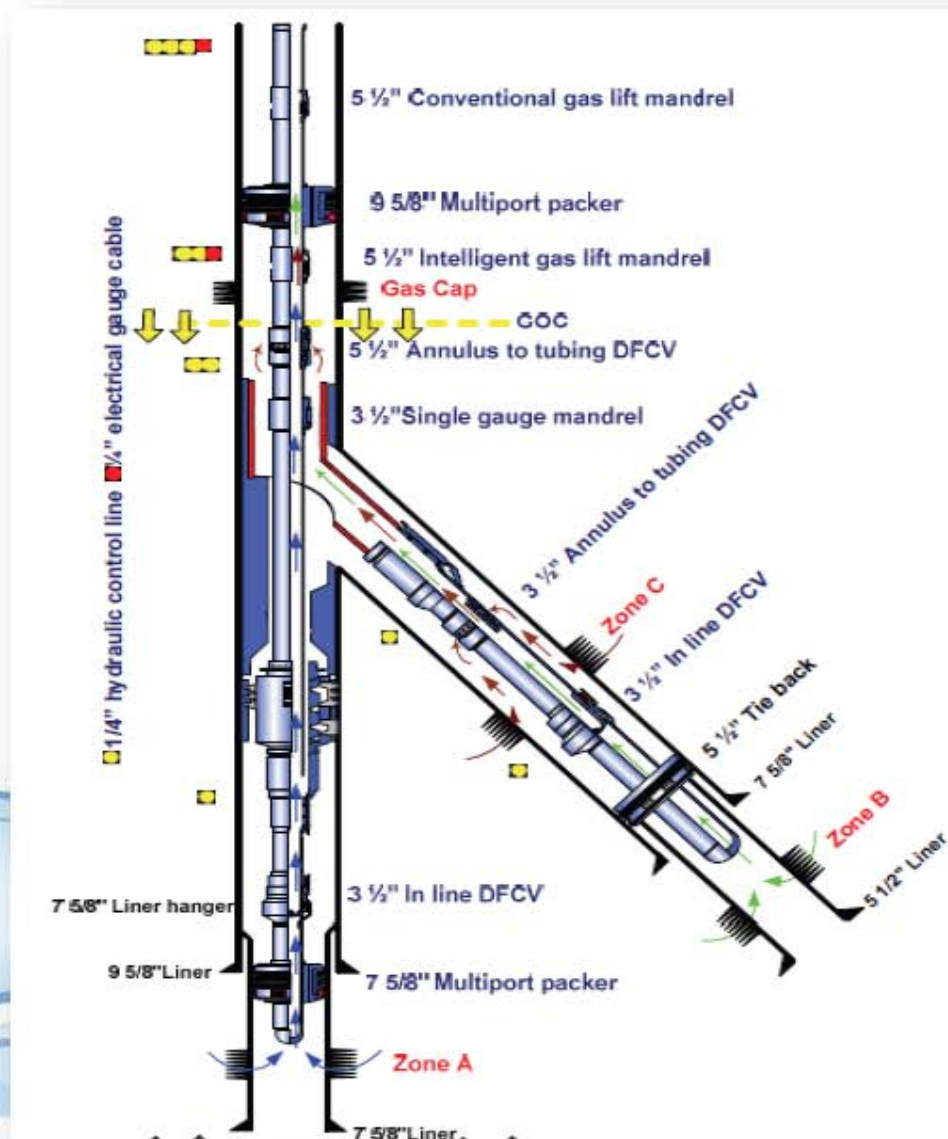 5 ½" Conventional gas lift mandrel
9 5/8" Multiport packer
5 ½" Intelligent gas lift mandrel
Gas Cap
GOC
5 ½" Annulus to tubing DFCV
3 ½"Single gauge mandrel
1/4" hydraulic control line ¼" electrical gauge cable
3 ½" Annulus to tubing DFCV
Zone C
3 ½" In line DFCV
5 ½" Tie back
7 5/8" Liner
Zone B
5 1/2" Liner
3 ½" In line DFCV
7 5/8" Liner hanger
9 5/8"Liner
7 5/8" Multiport packer
Zone A
7 5/8"Liner